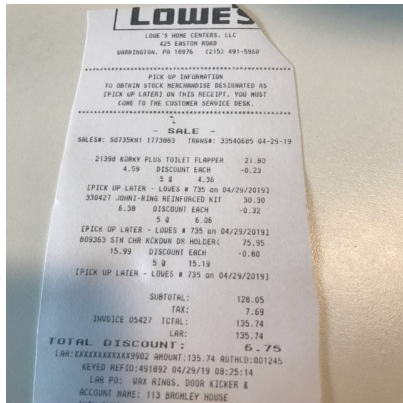 LOWE'S
LOWE'S HOME CENTERS, LLC
425 EASTON ROAD
WARRINGTON, PA 18976 (215) 491-5960
PICK UP INFORMATION
TO OBTAIN STOCK MERCHANDISE DESIGNATED AS
[PICK UP LATER] ON THIS RECEIPT, YOU MUST
COME TO THE CUSTOMER SERVICE DESK.
- SALE -
SALES#: S0735KH1 1773863 TRANS#: 33540605 04-29-19
21390 KORKY PLUS TOILET FLAPPER 21.80
4.59 DISCOUNT EACH -0.23
5 @ 4.36
[PICK UP LATER - LOWES # 735 on 04/29/2019]
330427 JOHNI-RING REINFORCED KIT 30.30
6.38 DISCOUNT EACH -0.32
5 @ 6.06
[PICK UP LATER - LOWES # 735 on 04/29/2019]
809363 STN CHR KCKDWN DR HOLDER( 75.95
15.99 DISCOUNT EACH -0.80
5 @ 15.19
[PICK UP LATER - LOWES # 735 on 04/29/2019]
SUBTOTAL: 128.05
TAX: 7.69
INVOICE 05427 TOTAL: 135.74
LAR: 135.74
TOTAL DISCOUNT: 6.75
LAR:XXXXXXXXXXXX9902 AMOUNT:135.74 AUTHCD:001245
KEYED REFID:491892 04/29/19 08:25:14
LAR PO: WAX RINGS, DOOR KICKER &
ACCOUNT NAME: 113 BROMLEY HOUSE